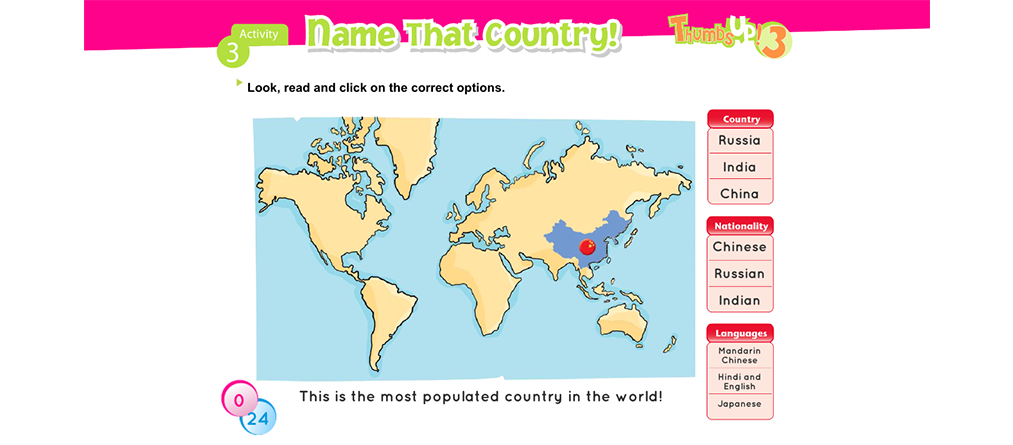 Activity
3
Name That Country!
Thumbs Up! 3
Look, read and click on the correct options.
Country
Russia
India
China
Nationality
Chinese
Russian
Indian
Languages
Mandarin
Chinese
Hindi and
English
Japanese
0
24
This is the most populated country in the world!